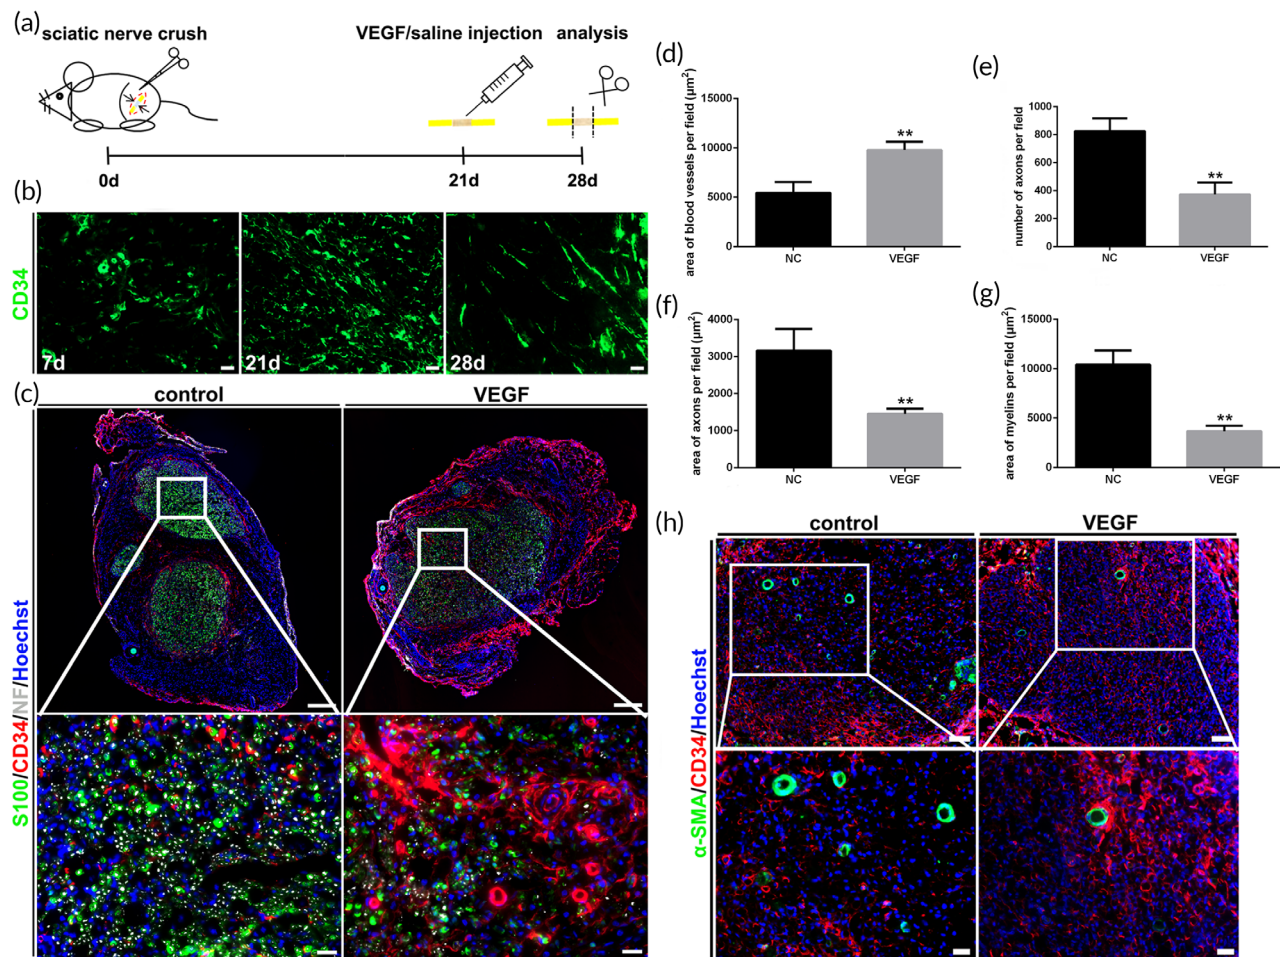 (a)
sciatic nerve crush
VEGF/saline injection
analysis
0d
21d
28d
(b)
CD34
7d
21d
28d
(c)
control
VEGF
S100/CD34/NF/Hoechst
(d)
area of blood vessels per field (μm²)
15000
10000
5000
0
**
NC
VEGF
(e)
number of axons per field
1000
800
600
400
200
0
**
NC
VEGF
(f)
area of axons per field (μm²)
4000
3000
2000
1000
0
**
NC
VEGF
(g)
area of myelins per field (μm²)
15000
10000
5000
0
**
NC
VEGF
(h)
control
VEGF
α-SMA/CD34/Hoechst